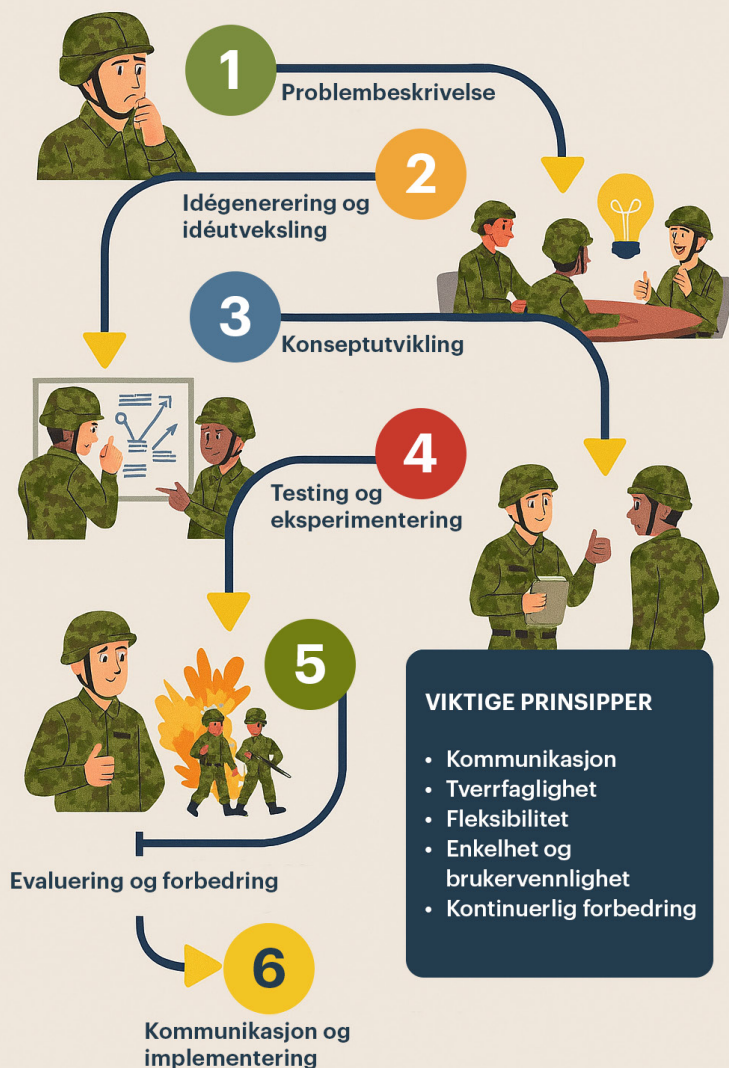 1
Problembeskrivelse
2
Idégenerering og
idéutveksling
3
Konseptutvikling
4
Testing og
eksperimentering
5
Evaluering og forbedring
6
Kommunikasjon og
implementering
VIKTIGE PRINSIPPER
• Kommunikasjon
• Tverrfaglighet
• Fleksibilitet
• Enkelhet og
brukervennlighet
• Kontinuerlig forbedring